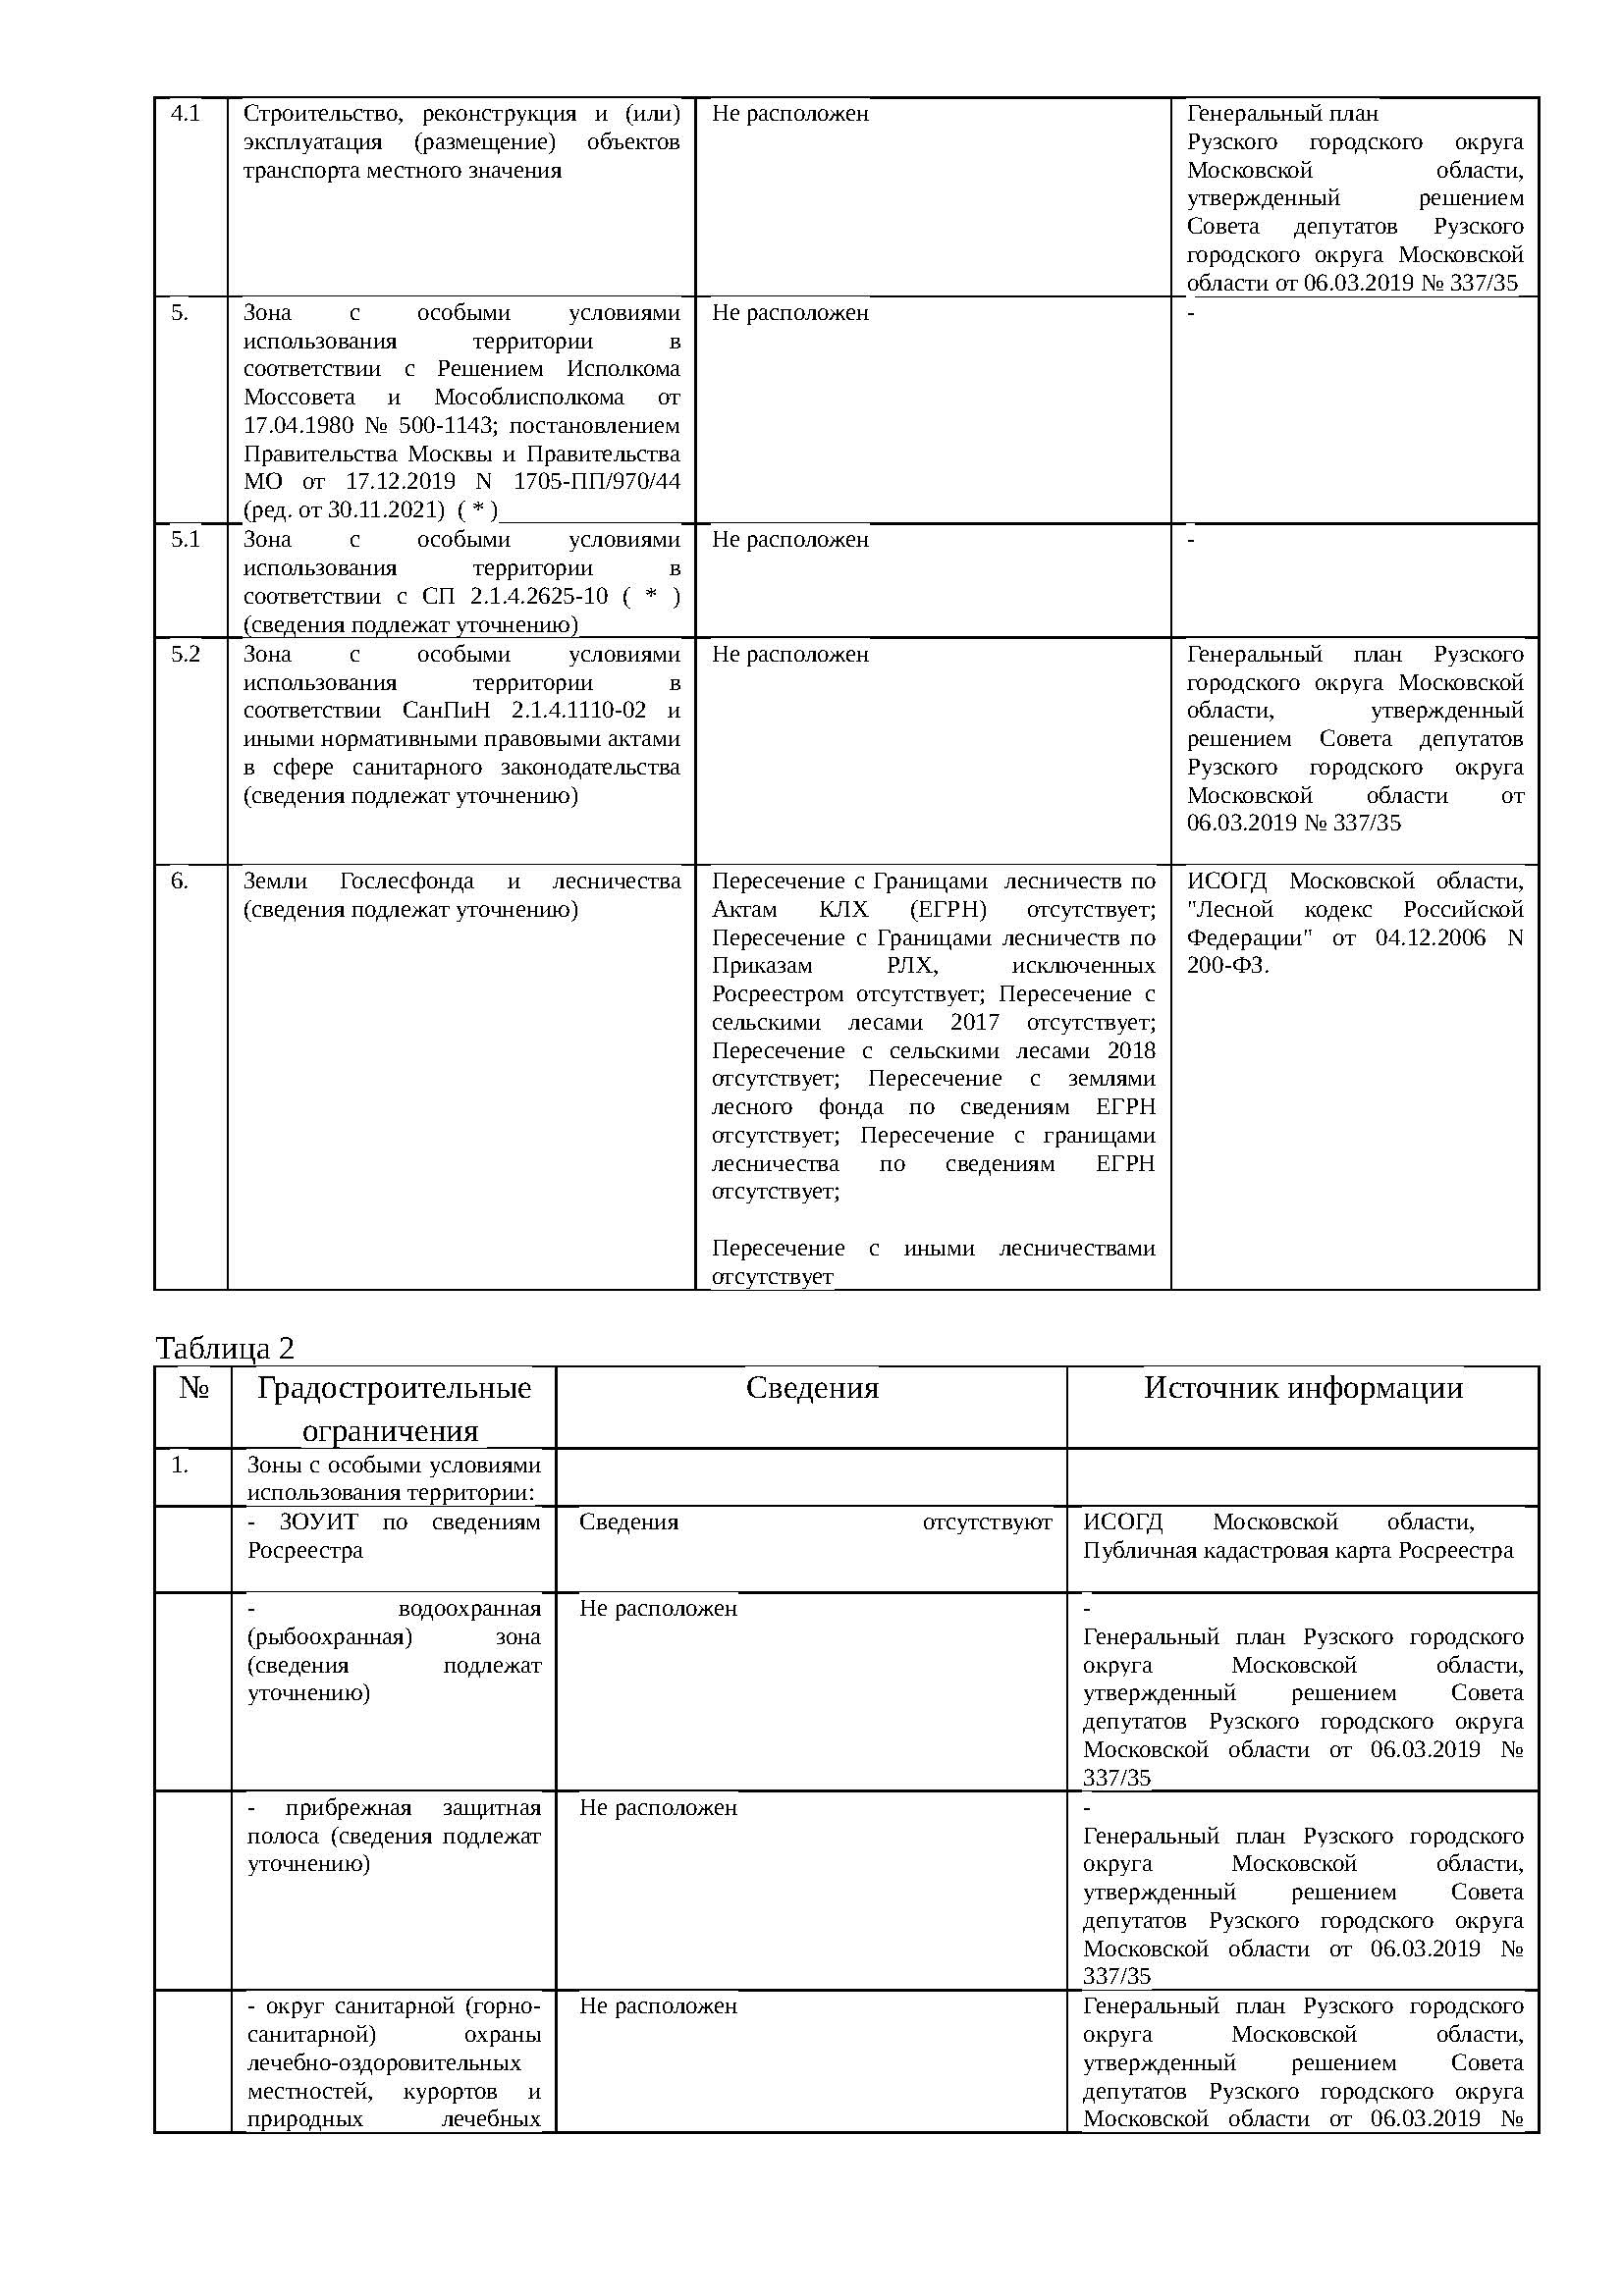 4.1
Строительство, реконструкция и (или)
эксплуатация (размещение) объектов
транспорта местного значения
Не расположен
Генеральный план
Рузского городского округа
Московской области,
утвержденный решением
Совета депутатов Рузского
городского округа Московской
области от 06.03.2019 № 337/35
5.
Зона с особыми условиями
использования территории в
соответствии с Решением Исполкома
Моссовета и Мособлисполкома от
17.04.1980 № 500-1143; постановлением
Правительства Москвы и Правительства
МО от 17.12.2019 N 1705-ПП/970/44
(ред. от 30.11.2021) ( * )
Не расположен
-
5.1
Зона с особыми условиями
использования территории в
соответствии с СП 2.1.4.2625-10 ( * )
(сведения подлежат уточнению)
Не расположен
-
5.2
Зона с особыми условиями
использования территории в
соответствии СанПиН 2.1.4.1110-02 и
иными нормативными правовыми актами
в сфере санитарного законодательства
(сведения подлежат уточнению)
Не расположен
Генеральный план Рузского
городского округа Московской
области, утвержденный
решением Совета депутатов
Рузского городского округа
Московской области от
06.03.2019 № 337/35
6.
Земли Гослесфонда и лесничества
(сведения подлежат уточнению)
Пересечение с Границами лесничеств по
Актам КЛХ (ЕГРН) отсутствует;
Пересечение с Границами лесничеств по
Приказам РЛХ, исключенных
Росреестром отсутствует; Пересечение с
сельскими лесами 2017 отсутствует;
Пересечение с сельскими лесами 2018
отсутствует; Пересечение с землями
лесного фонда по сведениям ЕГРН
отсутствует; Пересечение с границами
лесничества по сведениям ЕГРН
отсутствует;
Пересечение с иными лесничествами
отсутствует
ИСОГД Московской области,
"Лесной кодекс Российской
Федерации" от 04.12.2006 N
200-ФЗ.
Таблица 2
№
Градостроительные
ограничения
Сведения
Источник информации
1.
Зоны с особыми условиями
использования территории:
- ЗОУИТ по сведениям
Росреестра
Сведения отсутствуют
ИСОГД Московской области,
Публичная кадастровая карта Росреестра
- водоохранная
(рыбоохранная) зона
(сведения подлежат
уточнению)
Не расположен
-
Генеральный план Рузского городского
округа Московской области,
утвержденный решением Совета
депутатов Рузского городского округа
Московской области от 06.03.2019 №
337/35
- прибрежная защитная
полоса (сведения подлежат
уточнению)
Не расположен
-
Генеральный план Рузского городского
округа Московской области,
утвержденный решением Совета
депутатов Рузского городского округа
Московской области от 06.03.2019 №
337/35
- округ санитарной (горно-
санитарной) охраны
лечебно-оздоровительных
местностей, курортов и
природных лечебных
Не расположен
Генеральный план Рузского городского
округа Московской области,
утвержденный решением Совета
депутатов Рузского городского округа
Московской области от 06.03.2019 №